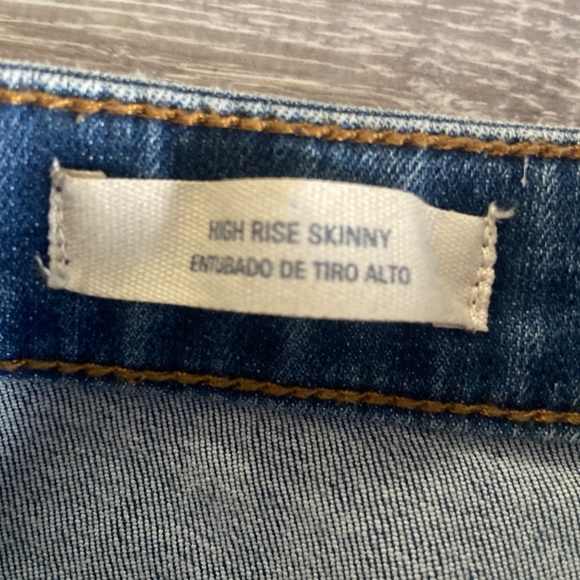 HIGH RISE SKINNY
ENTUBADO DE TIRO ALTO